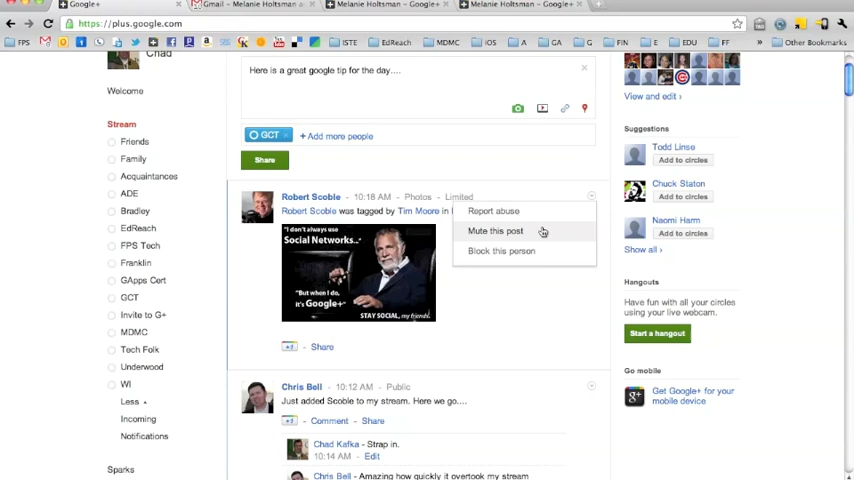 Google+
Gmail – Melanie Holtsman a
Melanie Holtsman – Google+
Melanie Holtsman – Google+
https://plus.google.com
FPS
ISTE
EdReach
MDMC
iOS
A
GA
G
FIN
E
EDU
FF
»
Other Bookmarks
Chad
Welcome
Stream
Friends
Family
Acquaintances
ADE
Bradley
EdReach
FPS Tech
Franklin
GApps Cert
GCT
Invite to G+
MDMC
Tech Folk
Underwood
WI
Less
Incoming
Notifications
Sparks
Here is a great google tip for the day....
GCT
+ Add more people
Share
Robert Scoble - 10:18 AM - Photos - Limited
Robert Scoble was tagged by Tim Moore in
Report abuse
Mute this post
Block this person
"I don't always use
Social Networks.."
"But when I do,
it's Google+"
STAY SOCIAL, my friends.
+1 - Share
Chris Bell - 10:12 AM - Public
Just added Scoble to my stream. Here we go....
+1 - Comment - Share
Chad Kafka - Strap in.
10:14 AM - Edit
Chris Bell - Amazing how quickly it overtook my stream
View and edit ›
Suggestions
Todd Linse
Add to circles
Chuck Staton
Add to circles
Naomi Harm
Add to circles
Show all ›
Hangouts
Have fun with all your circles
using your live webcam.
Start a hangout
Go mobile
Get Google+ for your
mobile device